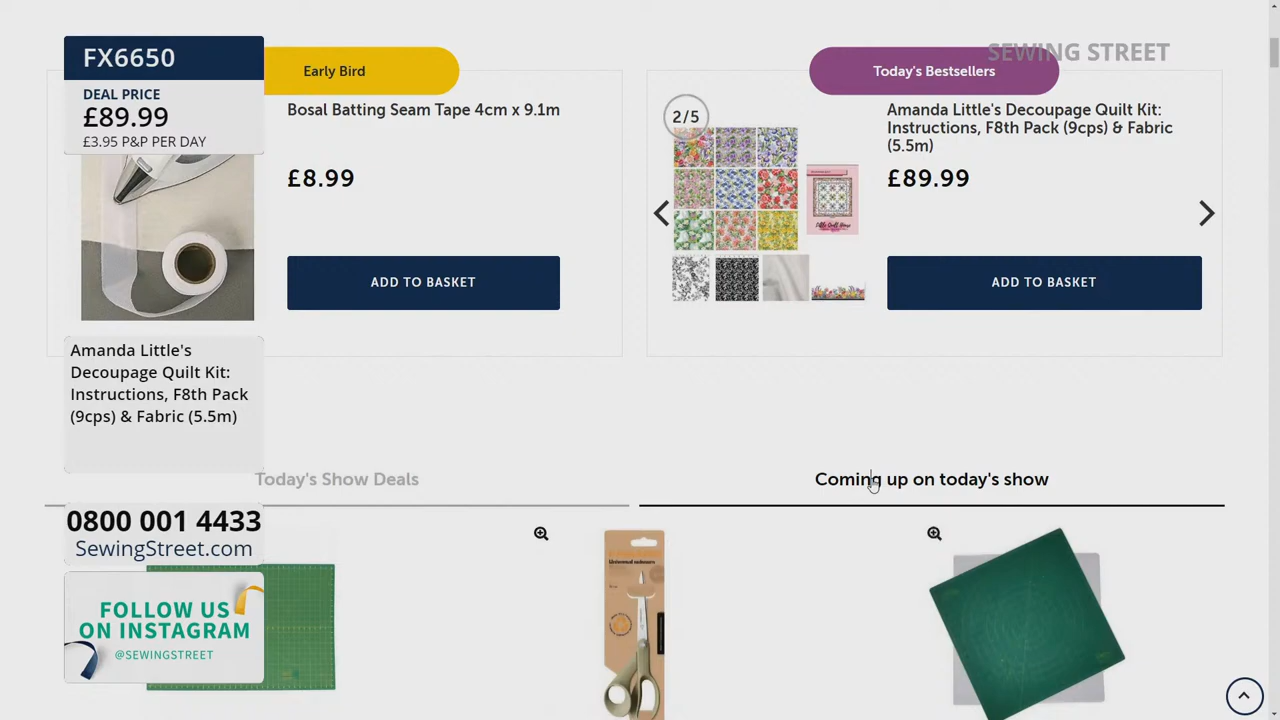 FX6650
DEAL PRICE
£89.99
£3.95 P&P PER DAY
Amanda Little's
Decoupage Quilt Kit:
Instructions, F8th Pack
(9cps) & Fabric (5.5m)
0800 001 4433
SewingStreet.com
FOLLOW US
ON INSTAGRAM
@SEWINGSTREET
Early Bird
Bosal Batting Seam Tape 4cm x 9.1m
£8.99
ADD TO BASKET
SEWING STREET
Today's Bestsellers
2/5
Amanda Little's Decoupage Quilt Kit:
Instructions, F8th Pack (9cps) & Fabric
(5.5m)
£89.99
ADD TO BASKET
Today's Show Deals
Coming up on today's show